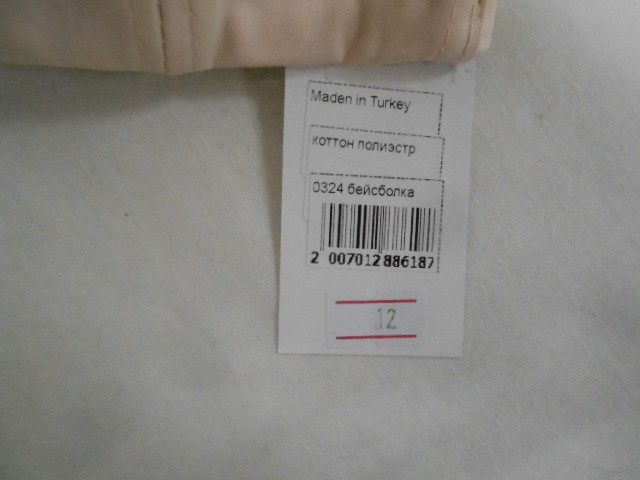 Maden in Turkey
коттон полиэстр
0324 бейсболка
2 007012 886187
12